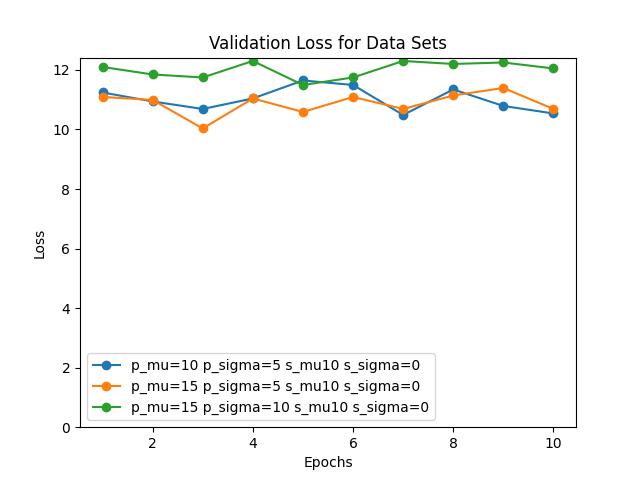 Validation Loss for Data Sets
12
10
8
6
4
2
0
Loss
p_mu=10 p_sigma=5 s_mu10 s_sigma=0
p_mu=15 p_sigma=5 s_mu10 s_sigma=0
p_mu=15 p_sigma=10 s_mu10 s_sigma=0
2 4 6 8 10
Epochs